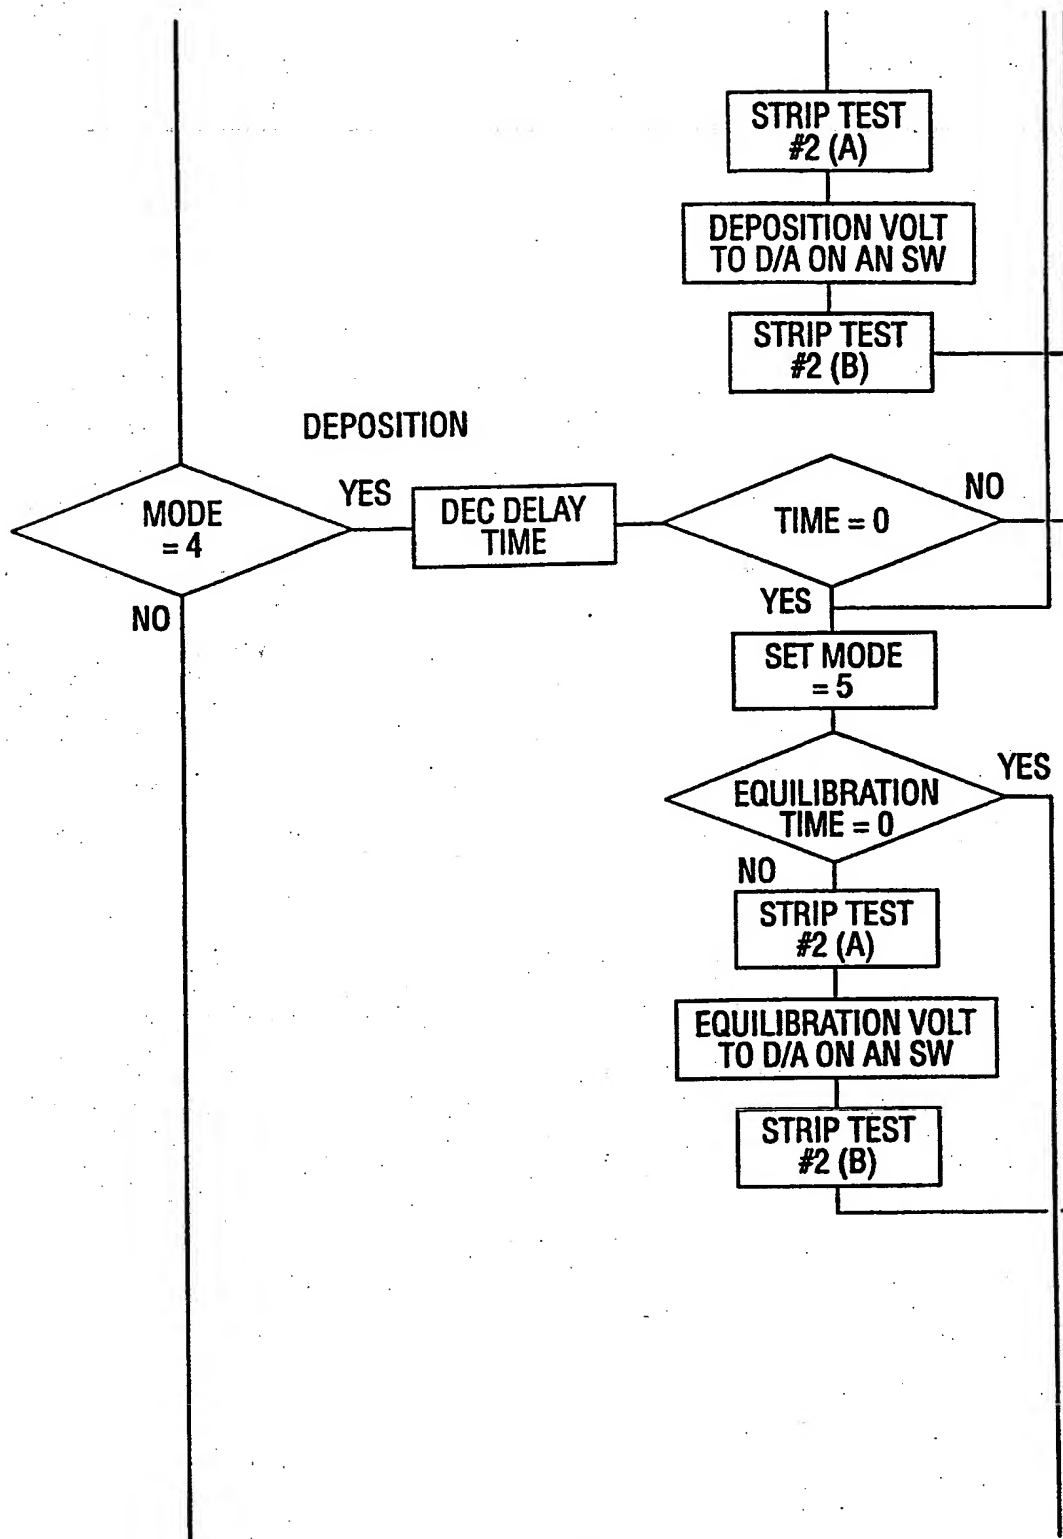 STRIP TEST
#2 (A)
DEPOSITION VOLT
TO D/A ON AN SW
STRIP TEST
#2 (B)
DEPOSITION
MODE
= 4
YES
DEC DELAY
TIME
TIME = 0
NO
NO
YES
SET MODE
= 5
EQUILIBRATION
TIME = 0
YES
NO
STRIP TEST
#2 (A)
EQUILIBRATION VOLT
TO D/A ON AN SW
STRIP TEST
#2 (B)